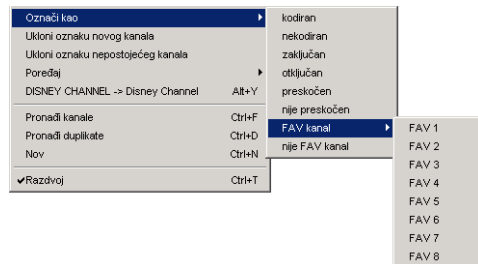 Označi kao
Ukloni oznaku novog kanala
Ukloni oznaku nepostojećeg kanala
Poređaj
DISNEY CHANNEL -> Disney Channel Alt+Y
Pronađi kanale Ctrl+F
Pronađi duplikate Ctrl+D
Nov Ctrl+N
✔Razdvoj Ctrl+T
kodiran
nekodiran
zaključan
otključan
preskočen
nije preskočen
FAV kanal
nije FAV kanal
FAV 1
FAV 2
FAV 3
FAV 4
FAV 5
FAV 6
FAV 7
FAV 8